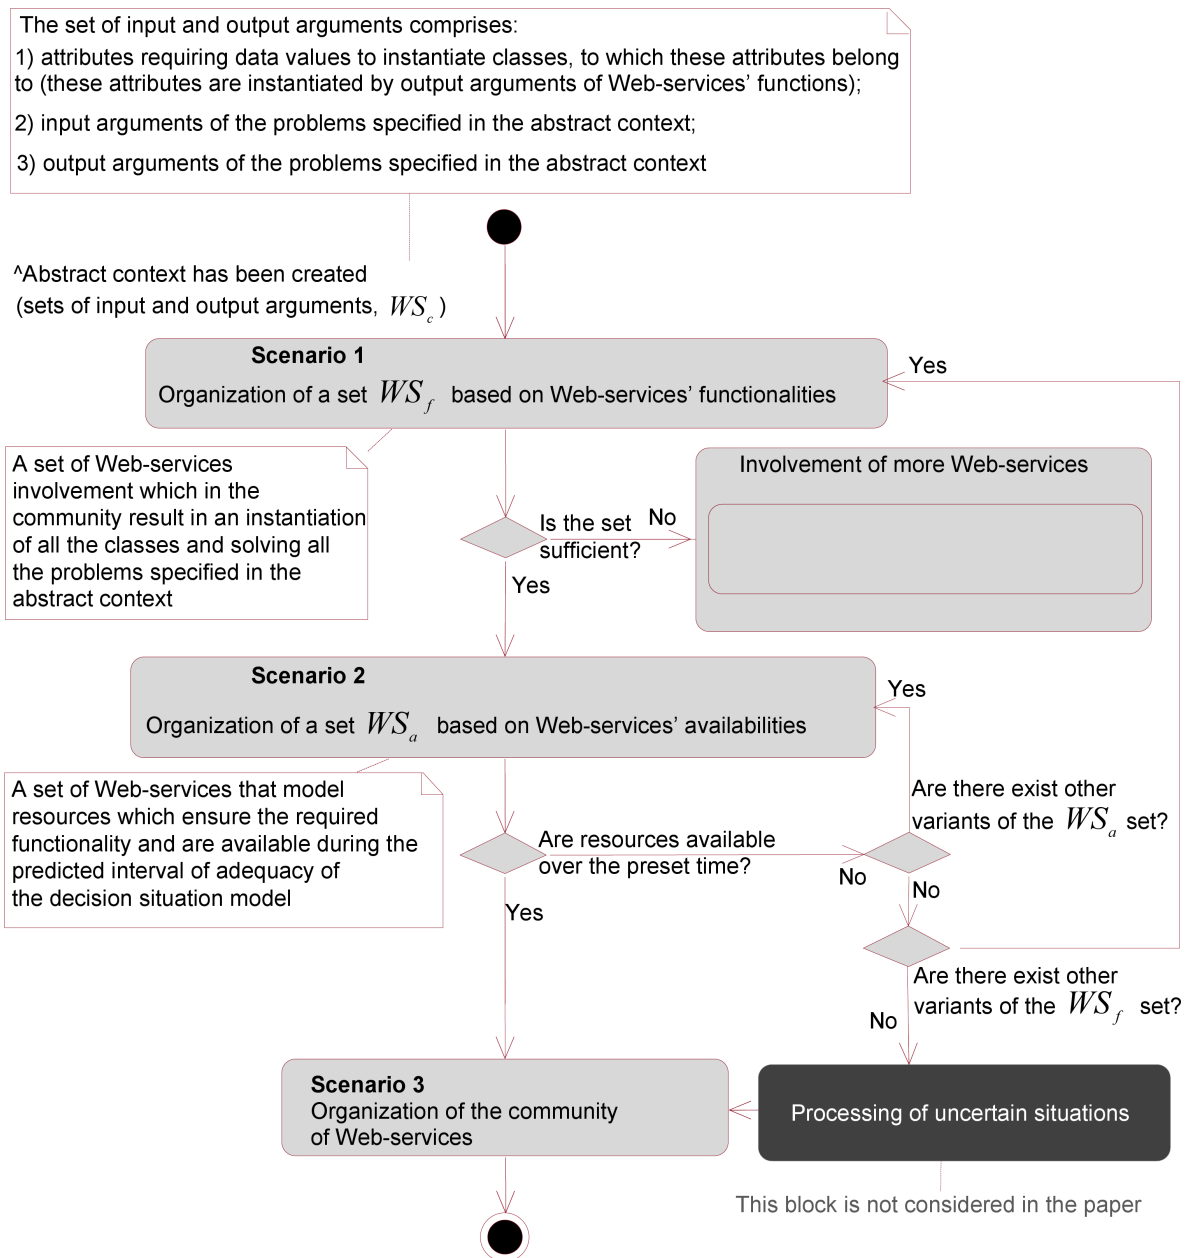 The set of input and output arguments comprises:
1) attributes requiring data values to instantiate classes, to which these attributes belong
to (these attributes are instantiated by output arguments of Web-services' functions);
2) input arguments of the problems specified in the abstract context;
3) output arguments of the problems specified in the abstract context
^Abstract context has been created
(sets of input and output arguments, WS_c)
Scenario 1
Organization of a set WS_f based on Web-services' functionalities
Yes
A set of Web-services
involvement which in the
community result in an instantiation
of all the classes and solving all
the problems specified in the
abstract context
Is the set
sufficient?
No
Yes
Involvement of more Web-services
Scenario 2
Organization of a set WS_a based on Web-services' availabilities
Yes
A set of Web-services that model
resources which ensure the required
functionality and are available during the
predicted interval of adequacy of
the decision situation model
Are resources available
over the preset time?
Yes
No
Are there exist other
variants of the WS_a set?
No
Are there exist other
variants of the WS_f set?
No
Scenario 3
Organization of the community
of Web-services
Processing of uncertain situations
This block is not considered in the paper